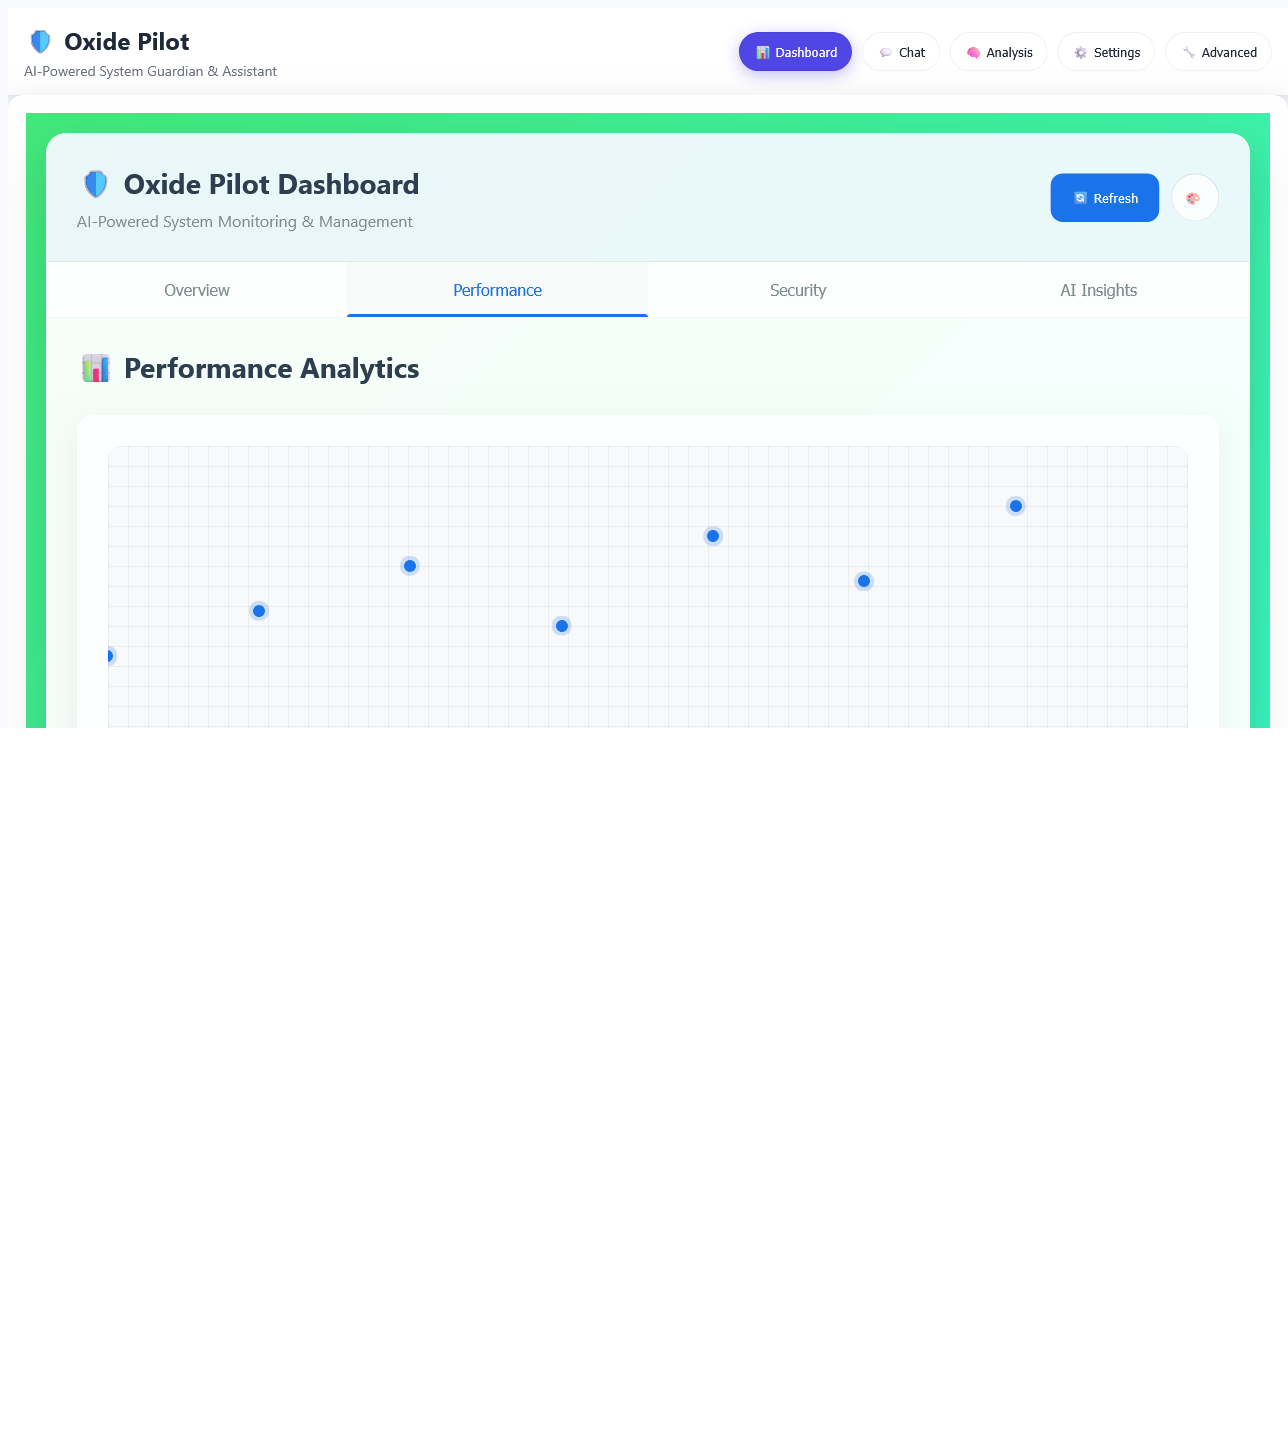 Oxide Pilot
AI-Powered System Guardian & Assistant
Dashboard
Chat
Analysis
Settings
Advanced
Oxide Pilot Dashboard
AI-Powered System Monitoring & Management
Refresh
Overview
Performance
Security
AI Insights
Performance Analytics